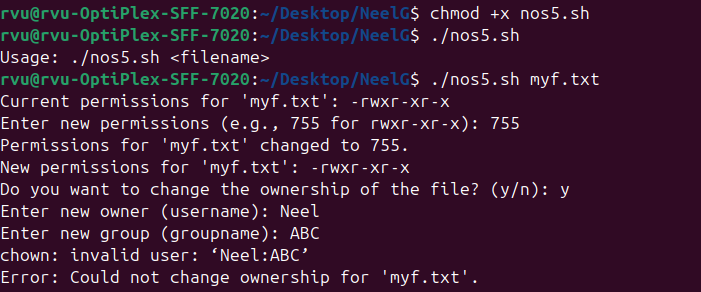 rvu@rvu-OptiPlex-SFF-7020:~/Desktop/NeelG$ chmod +x nos5.sh
rvu@rvu-OptiPlex-SFF-7020:~/Desktop/NeelG$ ./nos5.sh
Usage: ./nos5.sh <filename>
rvu@rvu-OptiPlex-SFF-7020:~/Desktop/NeelG$ ./nos5.sh myf.txt
Current permissions for 'myf.txt': -rwxr-xr-x
Enter new permissions (e.g., 755 for rwxr-xr-x): 755
Permissions for 'myf.txt' changed to 755.
New permissions for 'myf.txt': -rwxr-xr-x
Do you want to change the ownership of the file? (y/n): y
Enter new owner (username): Neel
Enter new group (groupname): ABC
chown: invalid user: ‘Neel:ABC’
Error: Could not change ownership for 'myf.txt'.